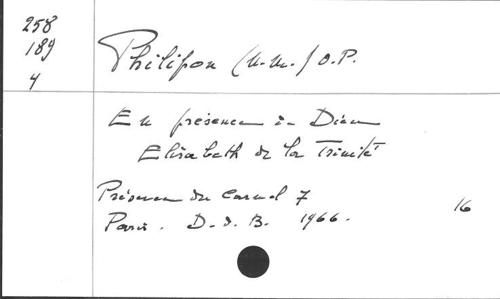 258
189
4
Philipon (M.M.) O.P.
En présence de Dieu
Elisabeth de la Trinité
Présence du Carmel 7
Paris. D.d.B. 1966.
16